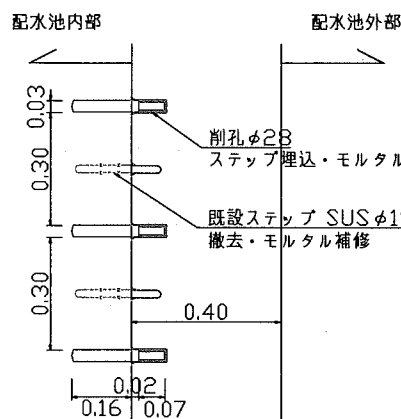 配水池内部
配水池外部
0.03
削孔φ28
ステップ埋込・モルタル
0.30
既設ステップ SUSφ1
撤去・モルタル補修
0.30
0.40
0.02
0.16
0.07